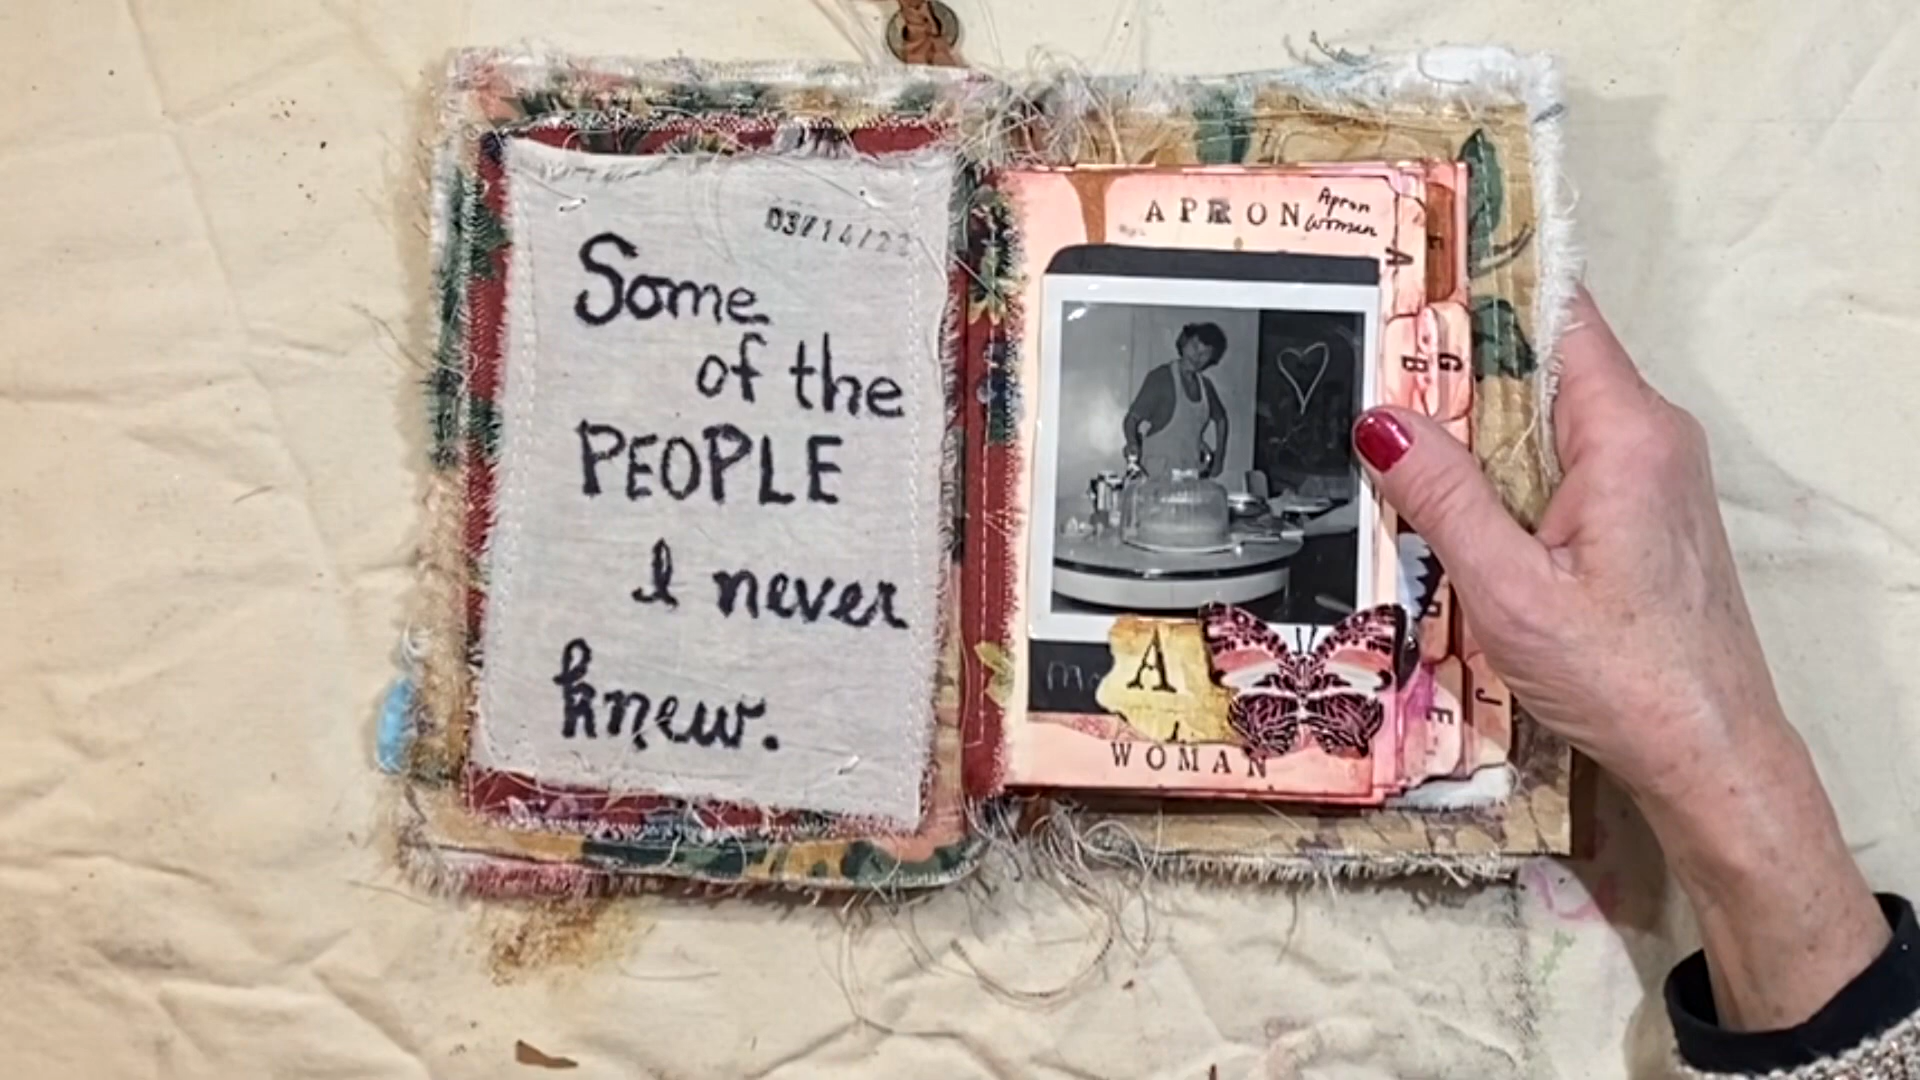 03/14/22
Some
of the
PEOPLE
I never
knew.
APRON
Apron
Woman
A
F
B
G
A
E
J
WOMAN